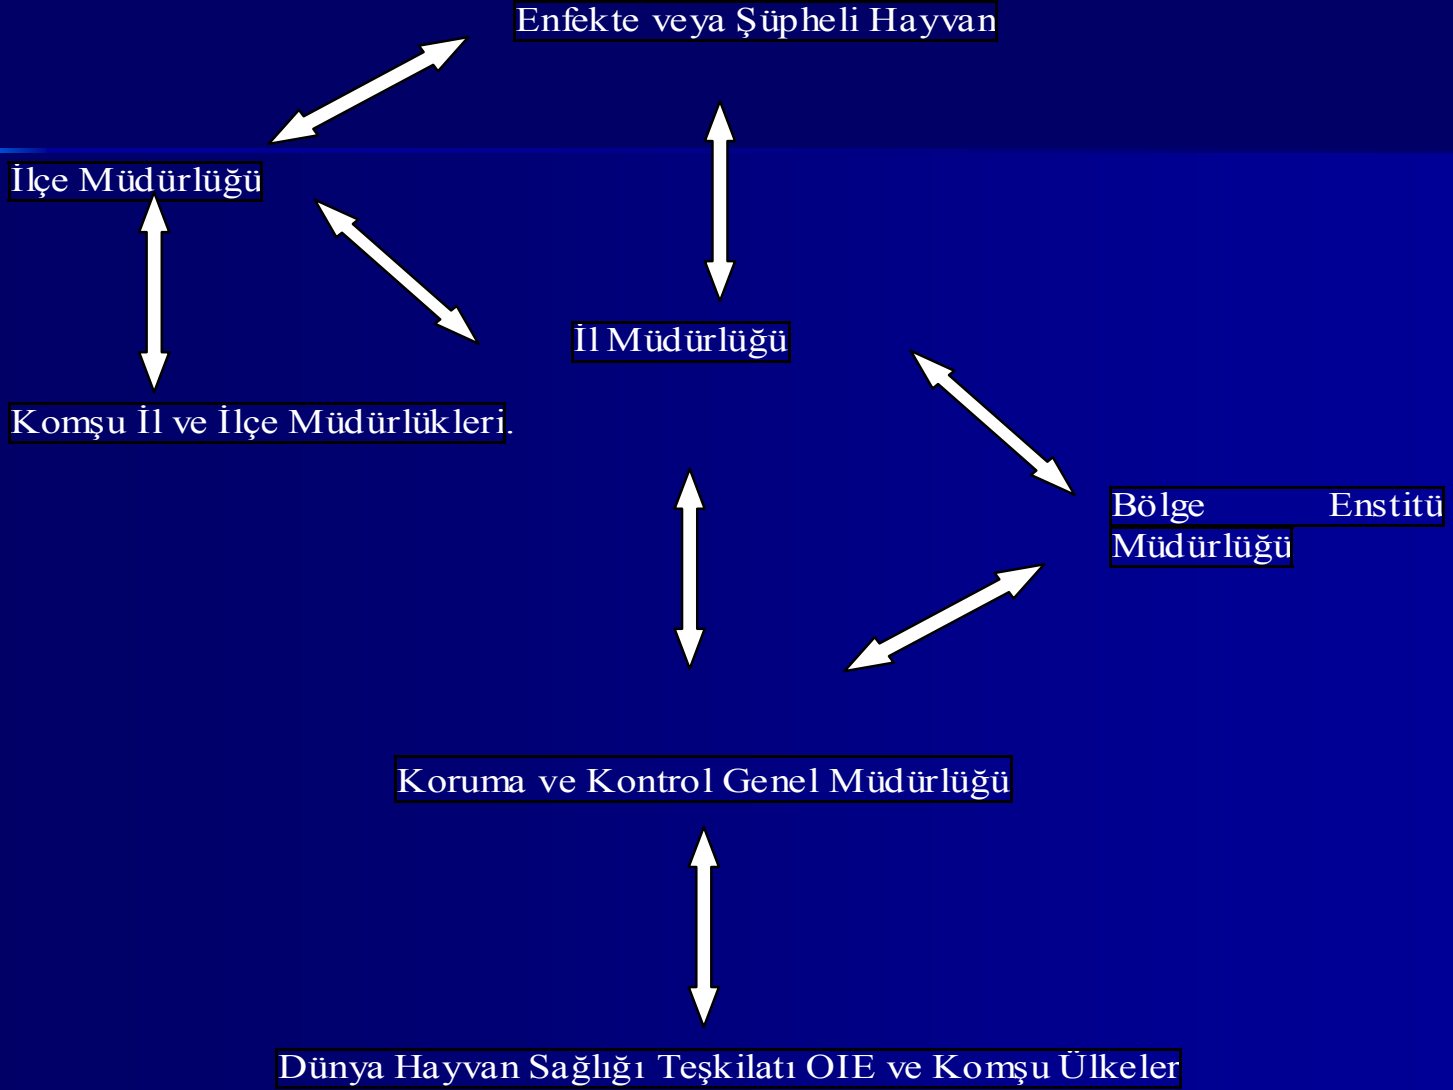 Enfekte veya Şüpheli Hayvan
İlçe Müdürlüğü
İl Müdürlüğü
Komşu İl ve İlçe Müdürlükleri.
Bölge Enstitü
Müdürlüğü
Koruma ve Kontrol Genel Müdürlüğü
Dünya Hayvan Sağlığı Teşkilatı OIE ve Komşu Ülkeler